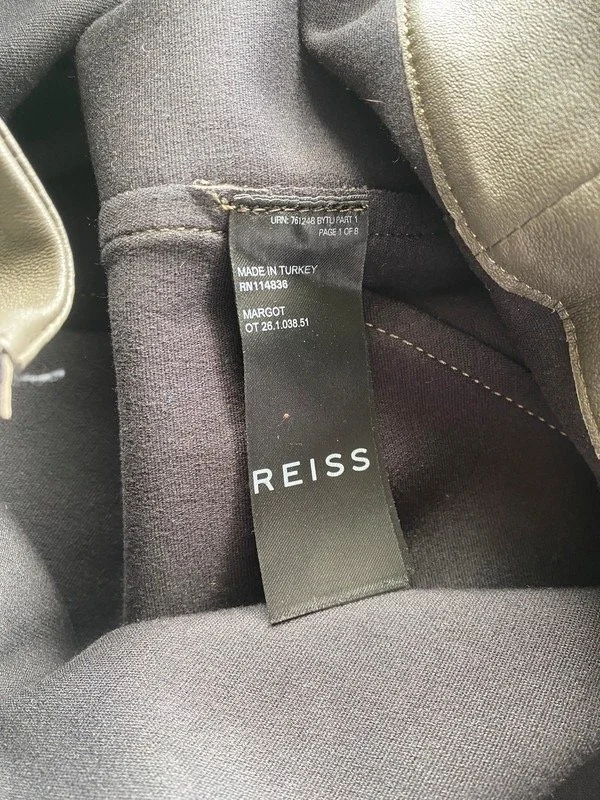 URN: 761248 BYTU PART 1
PAGE 1 OF 8
MADE IN TURKEY
RN114836
MARGOT
OT 26.1.038.51
REISS